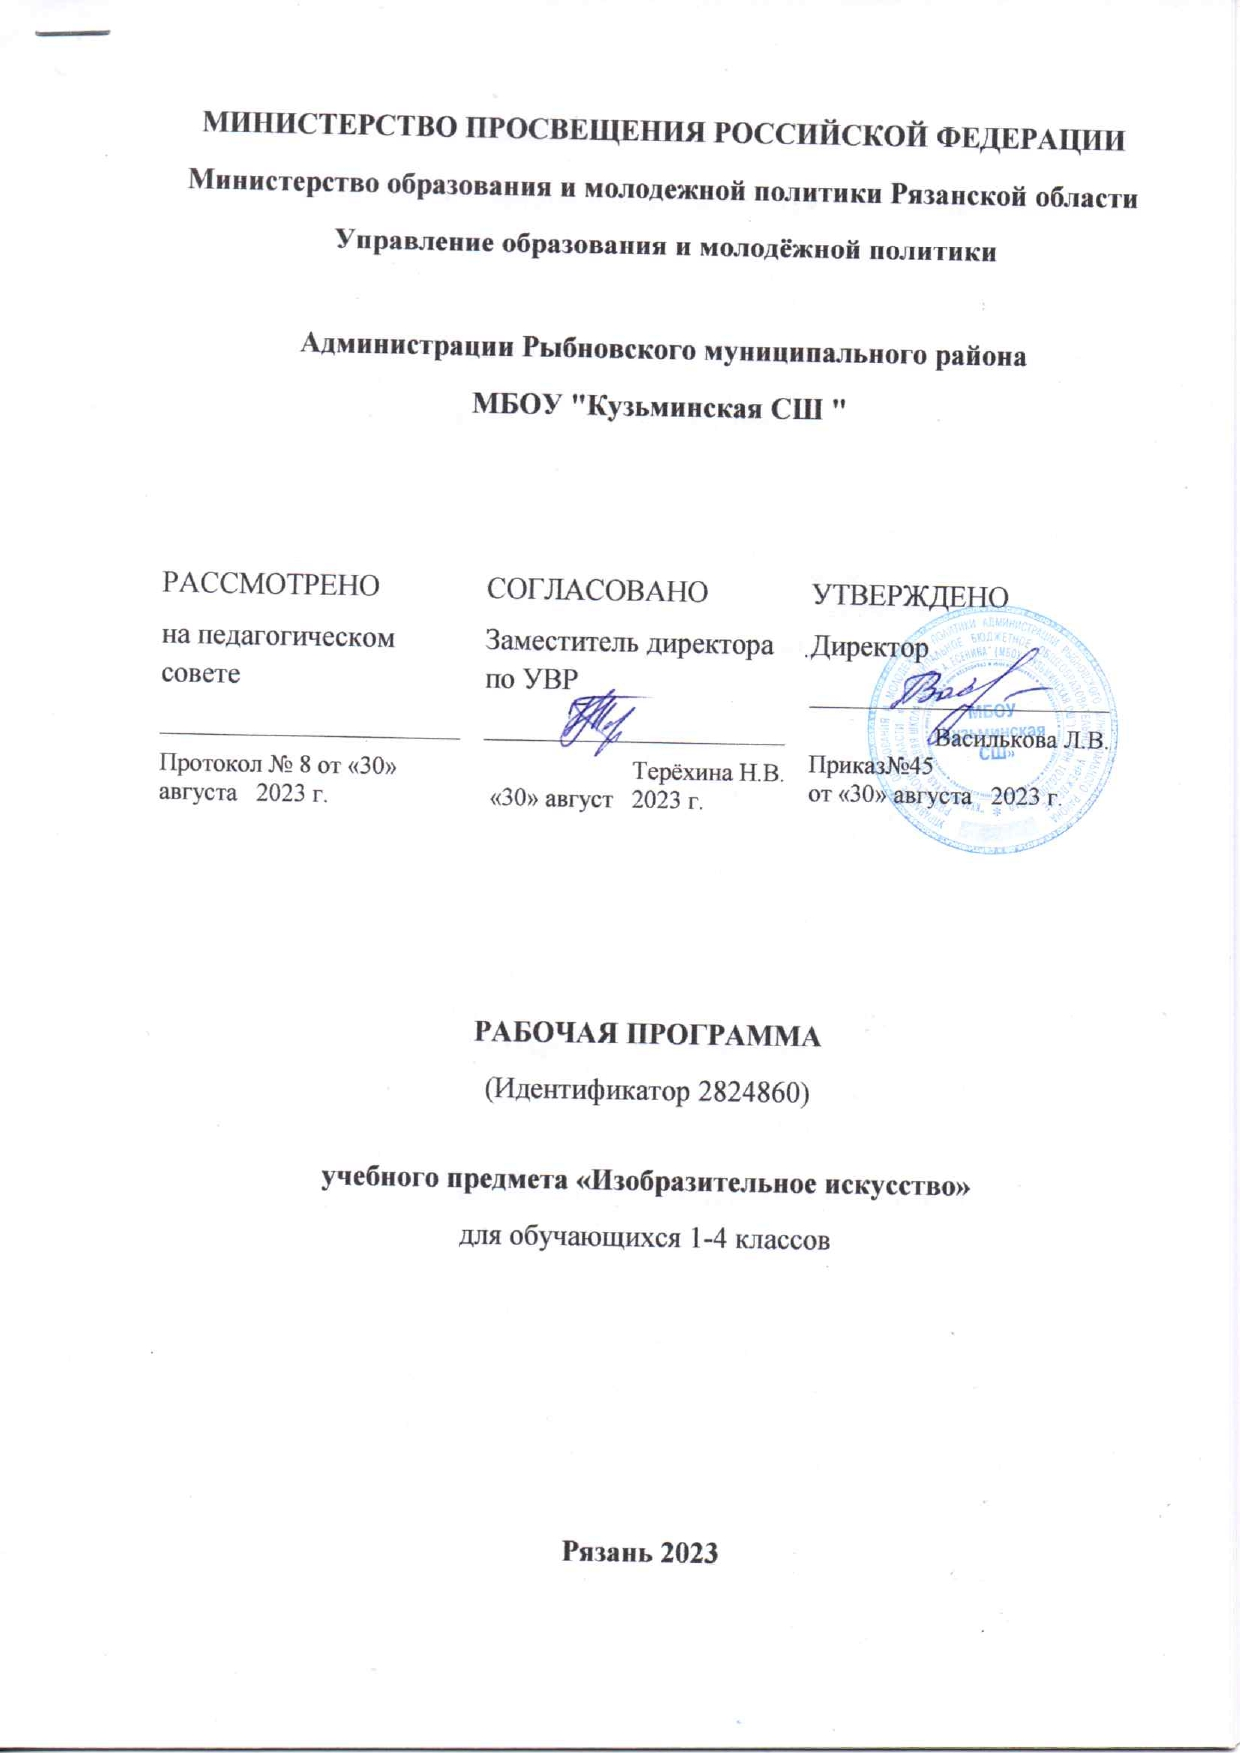 МИНИСТЕРСТВО ПРОСВЕЩЕНИЯ РОССИЙСКОЙ ФЕДЕРАЦИИ
Министерство образования и молодежной политики Рязанской области
Управление образования и молодёжной политики
Администрации Рыбновского муниципального района
МБОУ "Кузьминская СШ "
РАССМОТРЕНО
на педагогическом
совете
Протокол № 8 от «30»
августа 2023 г.
СОГЛАСОВАНО
Заместитель директора
по УВР
Терёхина Н.В.
«30» август 2023 г.
УТВЕРЖДЕНО
Директор
Василькова Л.В.
Приказ№45
от «30» августа 2023 г.
МБОУ
СШ»
РАБОЧАЯ ПРОГРАММА
(Идентификатор 2824860)
учебного предмета «Изобразительное искусство»
для обучающихся 1-4 классов
Рязань 2023